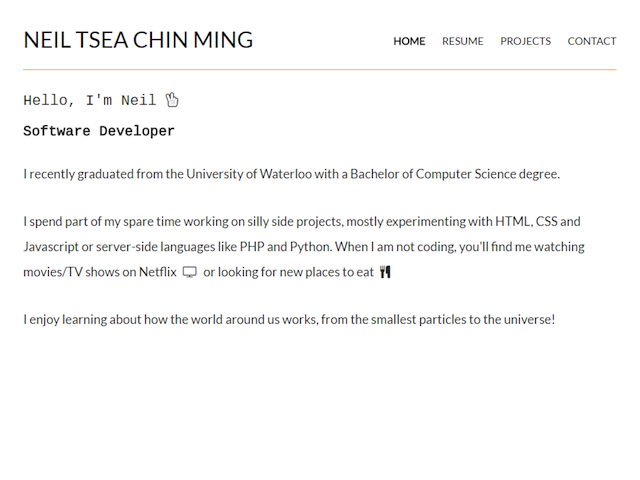 NEIL TSEA CHIN MING
HOME RESUME PROJECTS CONTACT
Hello, I'm Neil
Software Developer
I recently graduated from the University of Waterloo with a Bachelor of Computer Science degree.
I spend part of my spare time working on silly side projects, mostly experimenting with HTML, CSS and
Javascript or server-side languages like PHP and Python. When I am not coding, you'll find me watching
movies/TV shows on Netflix or looking for new places to eat
I enjoy learning about how the world around us works, from the smallest particles to the universe!